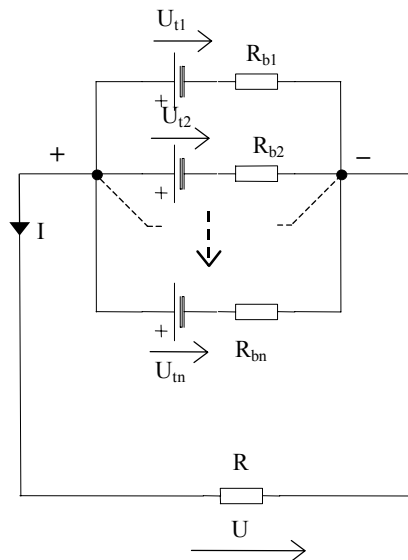 U_t1
R_b1
+
U_t2
R_b2
+
−
+
I
+
U_tn
R_bn
R
U